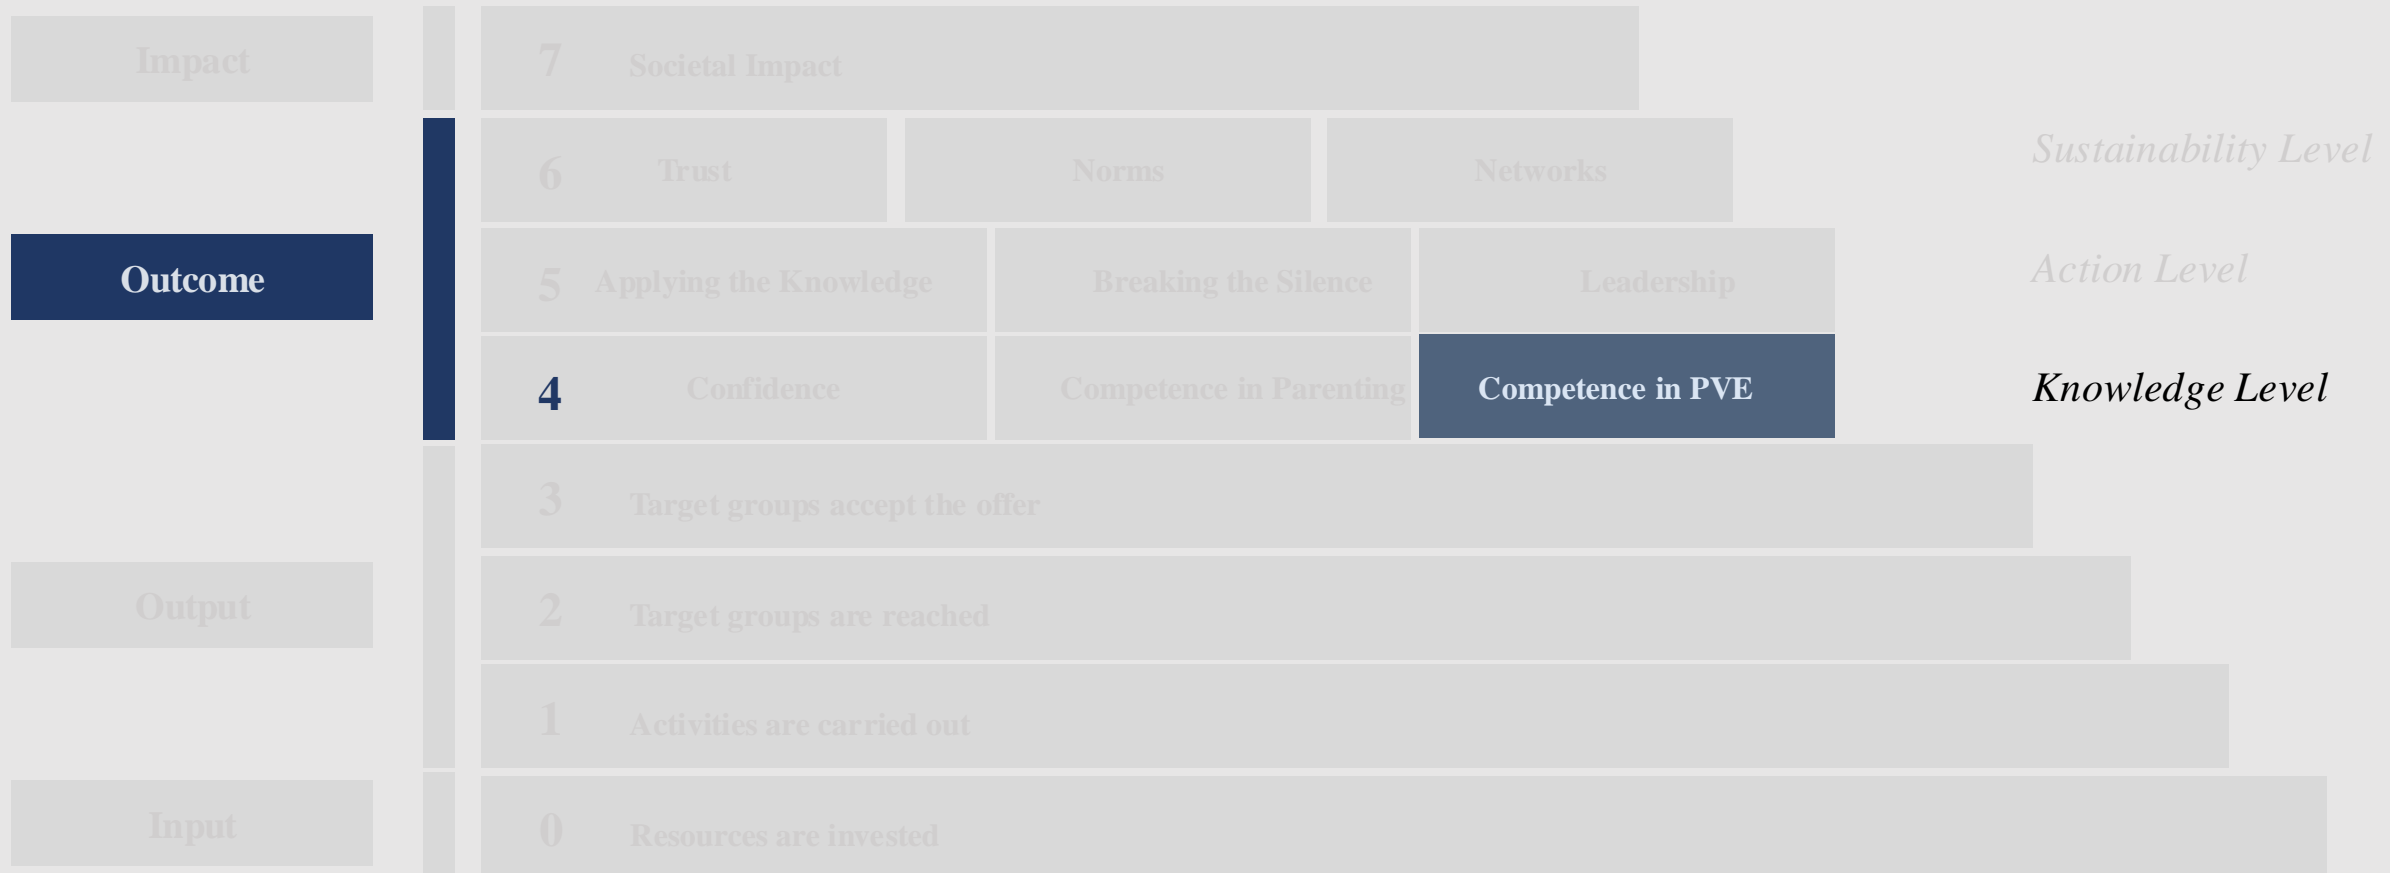 Impact
7 Societal Impact
6 Trust Norms Networks Sustainability Level
Outcome
5 Applying the Knowledge Breaking the Silence Leadership Action Level
4 Confidence Competence in Parenting Competence in PVE Knowledge Level
3 Target groups accept the offer
Output
2 Target groups are reached
1 Activities are carried out
Input
0 Resources are invested